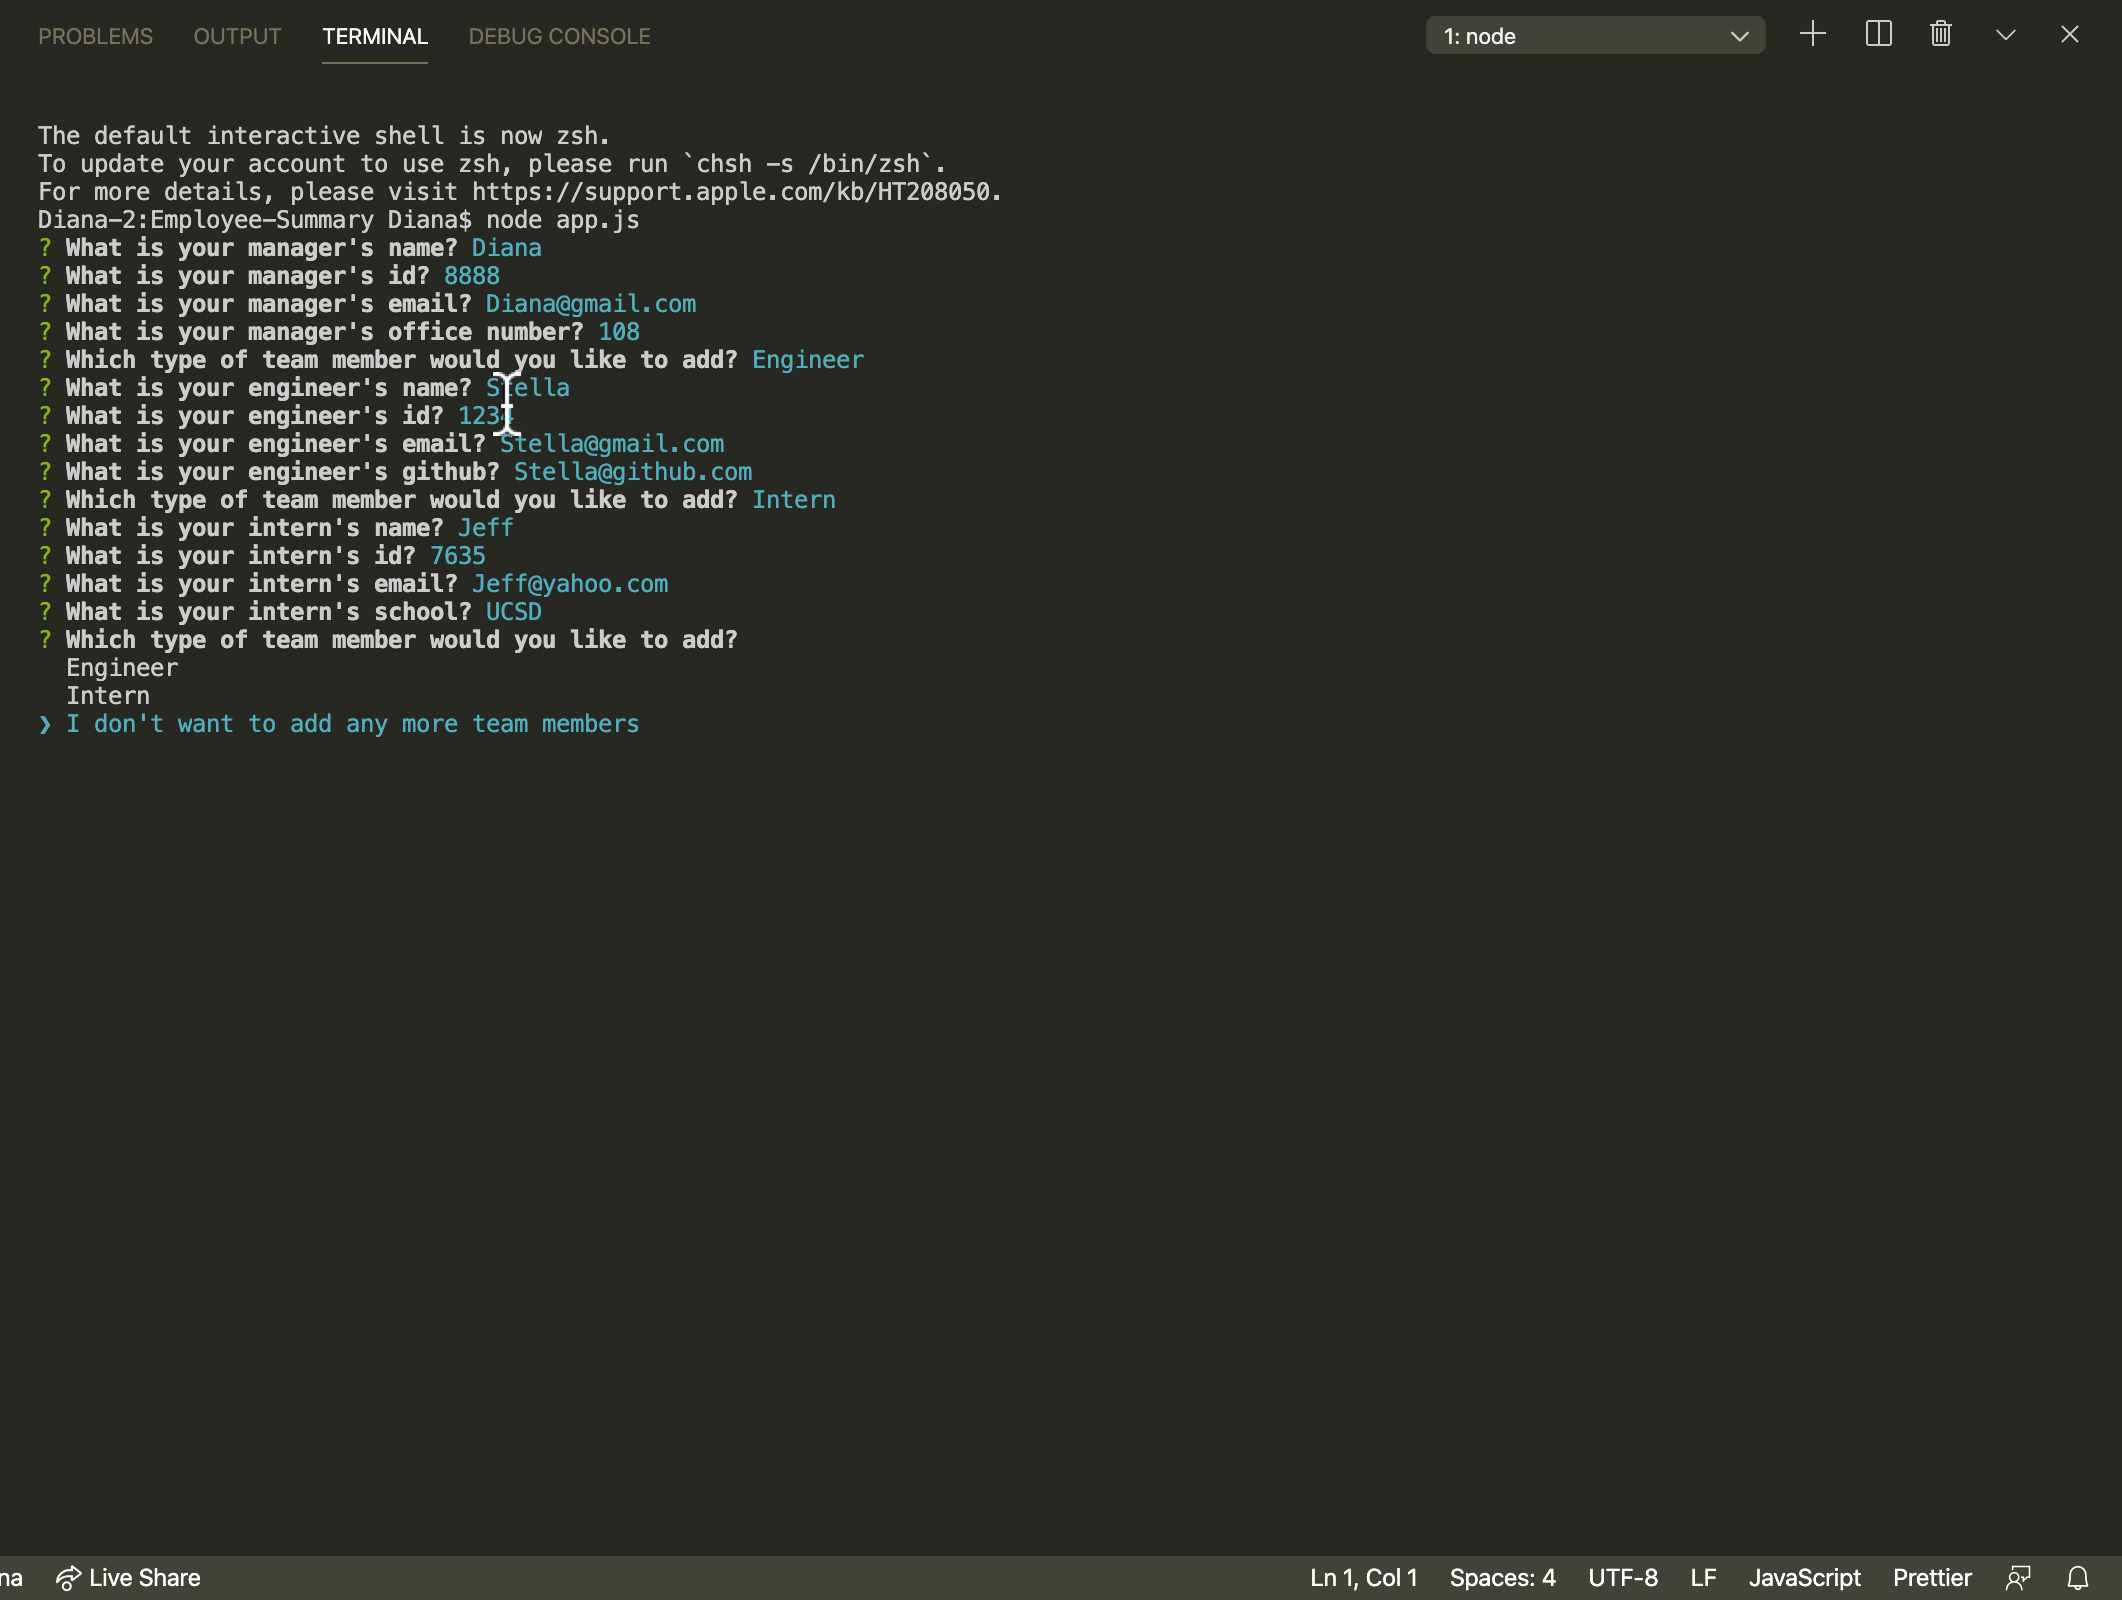 PROBLEMS OUTPUT TERMINAL DEBUG CONSOLE 1: node
The default interactive shell is now zsh.
To update your account to use zsh, please run `chsh -s /bin/zsh`.
For more details, please visit https://support.apple.com/kb/HT208050.
Diana-2:Employee-Summary Diana$ node app.js
? What is your manager's name? Diana
? What is your manager's id? 8888
? What is your manager's email? Diana@gmail.com
? What is your manager's office number? 108
? Which type of team member would you like to add? Engineer
? What is your engineer's name? Stella
? What is your engineer's id? 1234
? What is your engineer's email? Stella@gmail.com
? What is your engineer's github? Stella@github.com
? Which type of team member would you like to add? Intern
? What is your intern's name? Jeff
? What is your intern's id? 7635
? What is your intern's email? Jeff@yahoo.com
? What is your intern's school? UCSD
? Which type of team member would you like to add?
Engineer
Intern
❯ I don't want to add any more team members
na Live Share Ln 1, Col 1 Spaces: 4 UTF-8 LF JavaScript Prettier